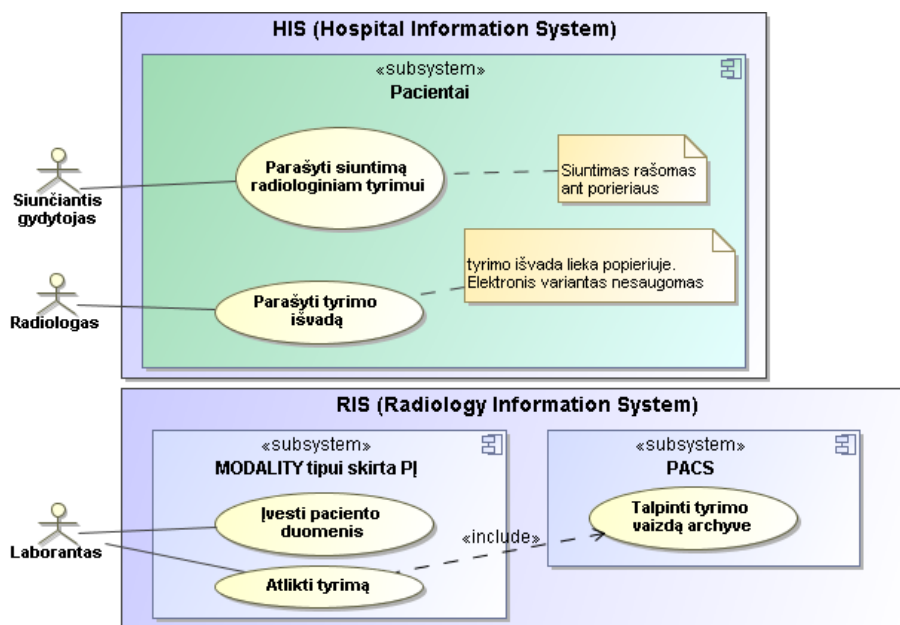 HIS (Hospital Information System)
«subsystem»
Pacientai
Parašyti siuntimą
radiologiniam tyrimui
Siuntimas rašomas
ant porieriaus
Siunčiantis
gydytojas
tyrimo išvada lieka popieriuje.
Elektronis variantas nesaugomas
Parašyti tyrimo
išvadą
Radiologas
RIS (Radiology Information System)
«subsystem»
MODALITY tipui skirta PĮ
«subsystem»
PACS
Įvesti paciento
duomenis
Talpinti tyrimo
vaizdą archyve
«include»
Laborantas
Atlikti tyrimą